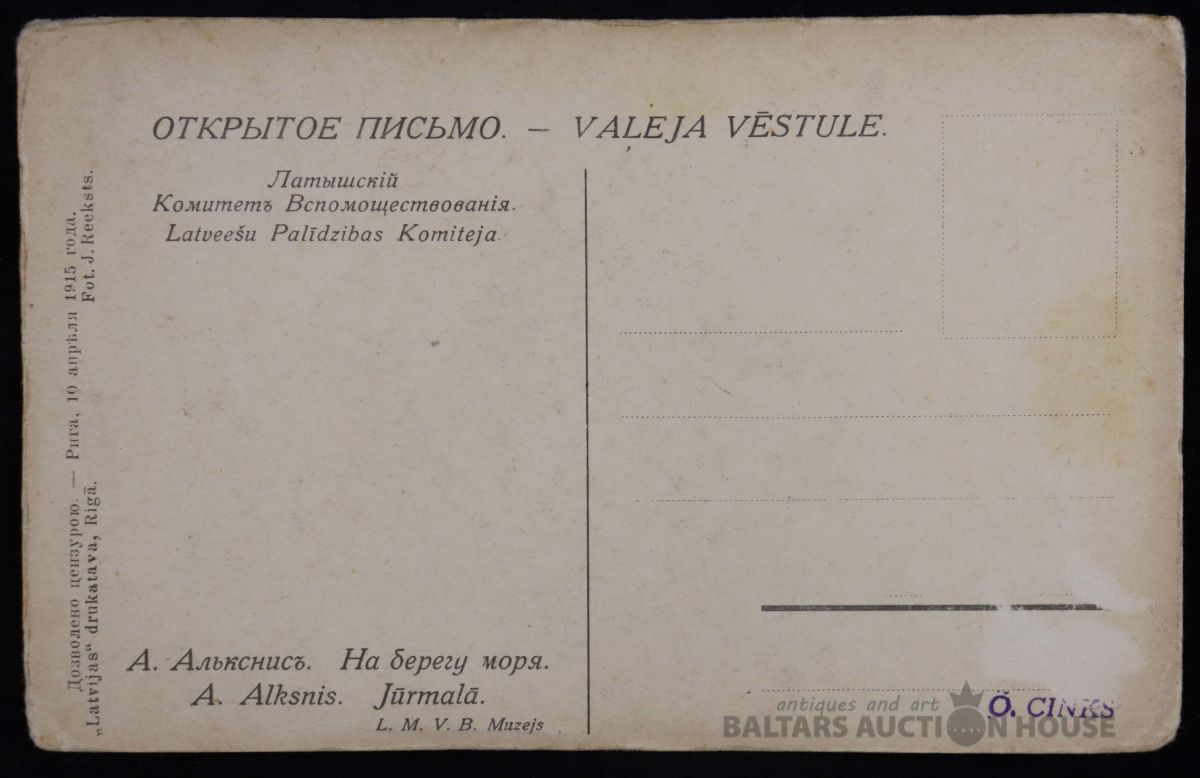 ОТКРЫТОЕ ПИСЬМО. — VAĻEJA VĒSTULE.
Латышскій
Комитетъ Вспомоществованія.
Latveešu Palīdzibas Komiteja.
Дозволено цензурою. — Рига, 10 апрѣля 1915 года.
„Latvijas“ drukatava, Rigā. Fot. J. Reeksts.
А. Альксниcъ. На берегу моря.
A. Alksnis. Jūrmalā.
L. M. V. B. Muzejs
O. CINKS
antiques and art
BALTARS AUCTION HOUSE